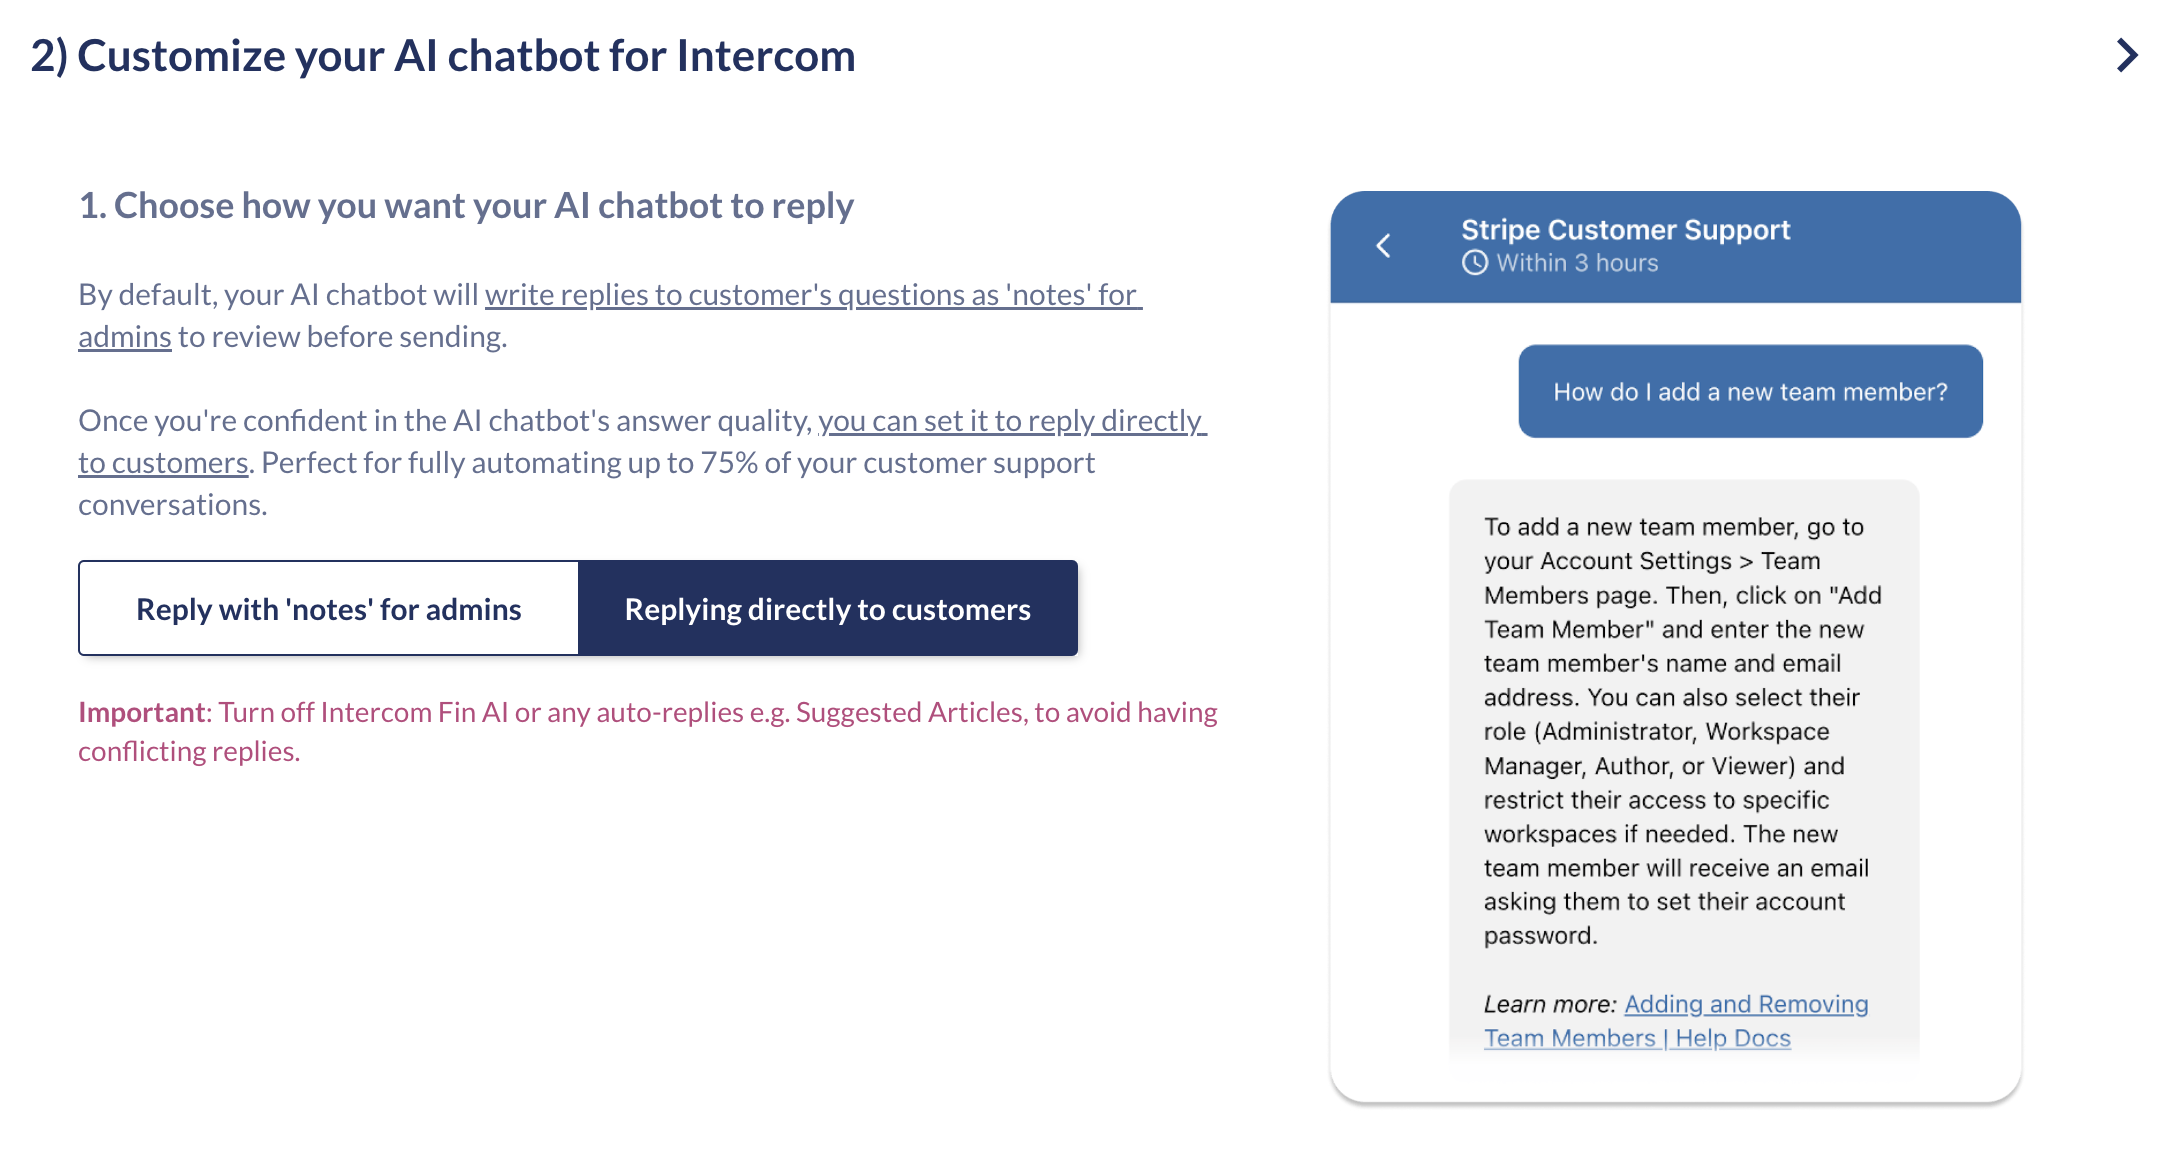 2) Customize your AI chatbot for Intercom
1. Choose how you want your AI chatbot to reply
By default, your AI chatbot will write replies to customer's questions as 'notes' for
admins to review before sending.
Once you're confident in the AI chatbot's answer quality, you can set it to reply directly
to customers. Perfect for fully automating up to 75% of your customer support
conversations.
Reply with 'notes' for admins
Replying directly to customers
Important: Turn off Intercom Fin AI or any auto-replies e.g. Suggested Articles, to avoid having
conflicting replies.
Stripe Customer Support
Within 3 hours
How do I add a new team member?
To add a new team member, go to
your Account Settings > Team
Members page. Then, click on "Add
Team Member" and enter the new
team member's name and email
address. You can also select their
role (Administrator, Workspace
Manager, Author, or Viewer) and
restrict their access to specific
workspaces if needed. The new
team member will receive an email
asking them to set their account
password.
Learn more: Adding and Removing
Team Members | Help Docs